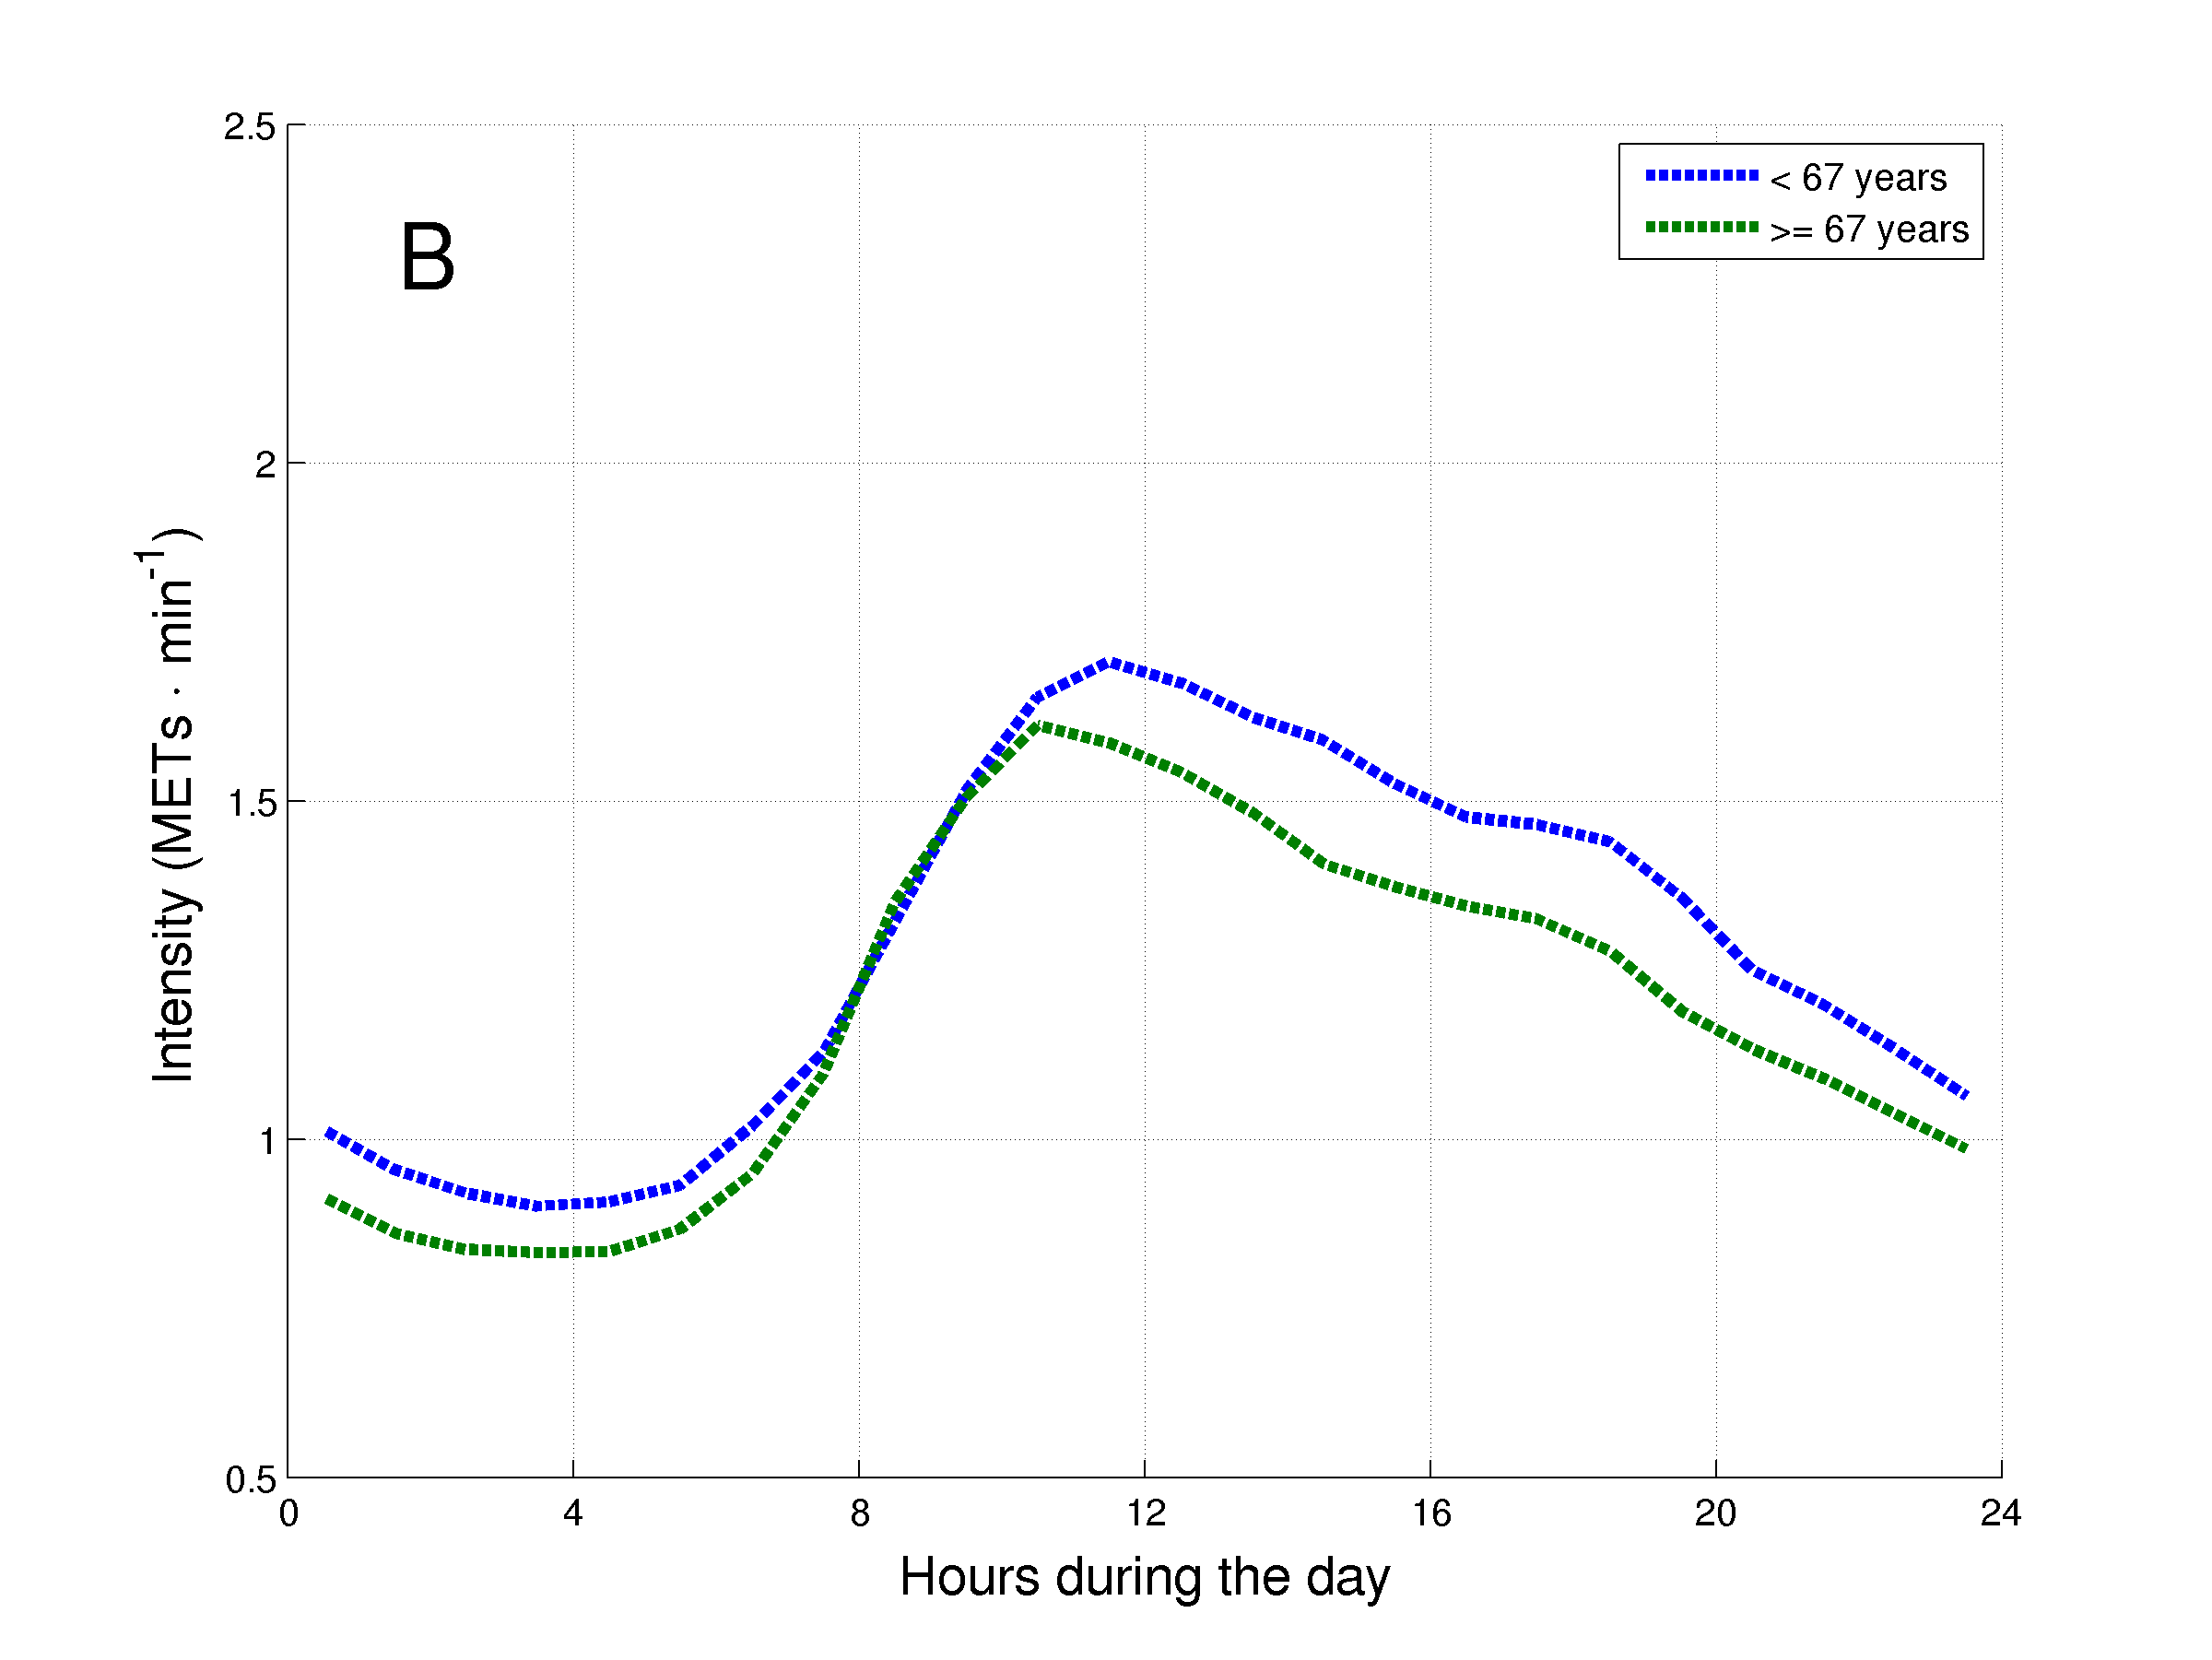 2.5
B
< 67 years
>= 67 years
2
1.5
1
0.5
0 4 8 12 16 20 24
Intensity (METs · min⁻¹)
Hours during the day